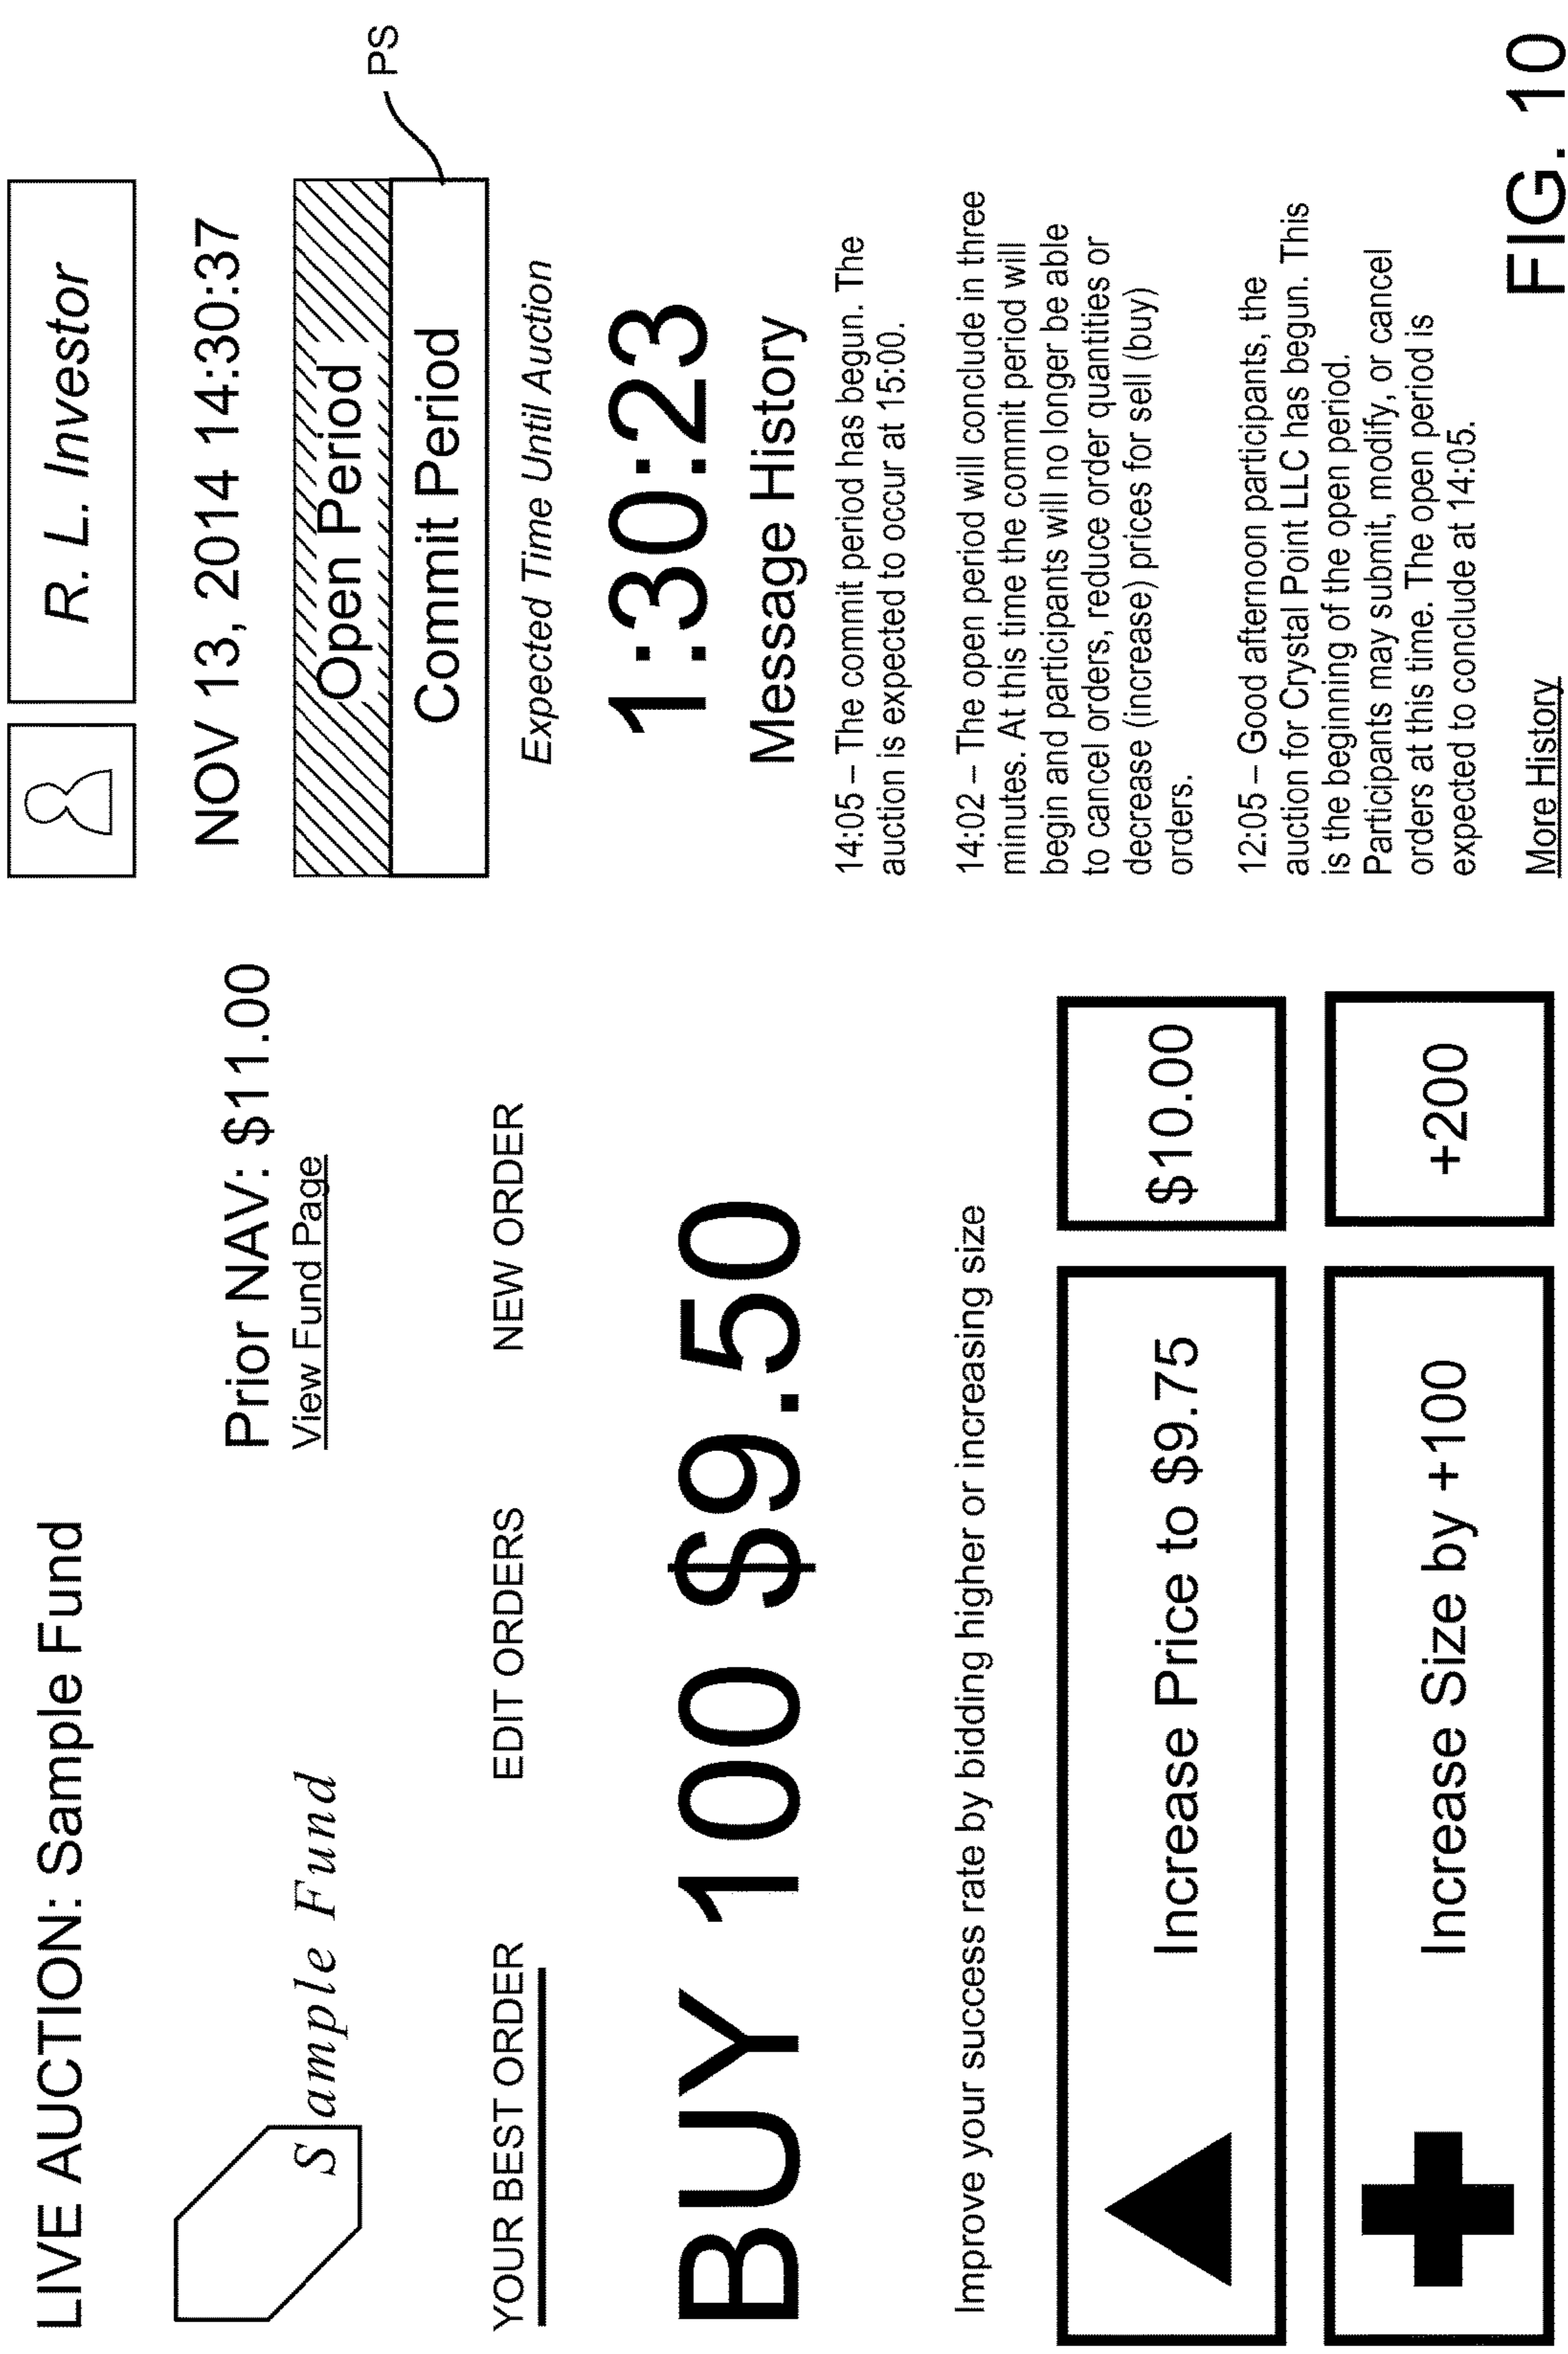 LIVE AUCTION: Sample Fund
Sample Fund
Prior NAV: $11.00
View Fund Page
YOUR BEST ORDER
EDIT ORDERS
NEW ORDER
BUY 100 $9.50
Improve your success rate by bidding higher or increasing size
Increase Price to $9.75
$10.00
Increase Size by +100
+200
R. L. Investor
NOV 13, 2014 14:30:37
Open Period
Commit Period
PS
Expected Time Until Auction
1:30:23
Message History
14:05 – The commit period has begun. The
auction is expected to occur at 15:00.
14:02 – The open period will conclude in three
minutes. At this time the commit period will
begin and participants will no longer be able
to cancel orders, reduce order quantities or
decrease (increase) prices for sell (buy)
orders.
12:05 – Good afternoon participants, the
auction for Crystal Point LLC has begun. This
is the beginning of the open period.
Participants may submit, modify, or cancel
orders at this time. The open period is
expected to conclude at 14:05.
More History
FIG. 10